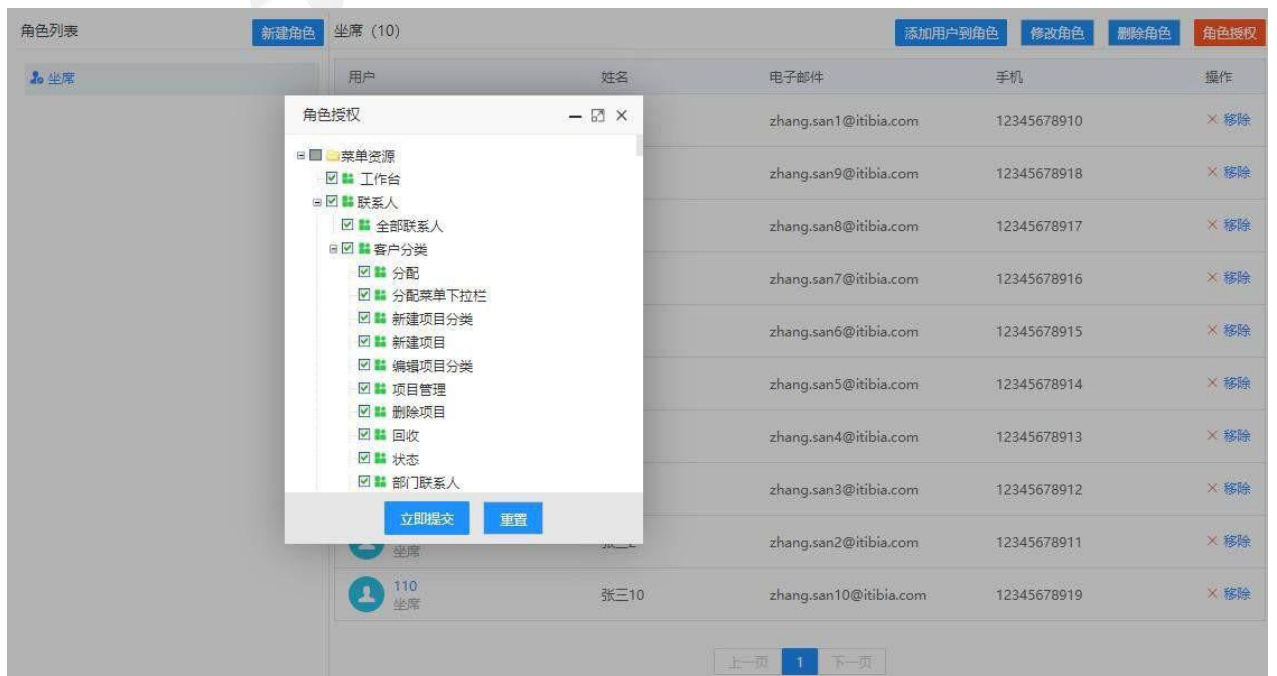 角色列表 新建角色 坐席 (10) 添加用户到角色 修改角色 删除角色 角色授权
坐席 用户 姓名 电子邮件 手机 操作
角色授权
菜单资源
工作台
联系人
全部联系人
客户分类
分配
分配菜单下拉栏
新建项目分类
新建项目
编辑项目分类
项目管理
删除项目
回收
状态
部门联系人
立即提交 重置
zhang.san1@itibia.com 12345678910 × 移除
zhang.san9@itibia.com 12345678918 × 移除
zhang.san8@itibia.com 12345678917 × 移除
zhang.san7@itibia.com 12345678916 × 移除
zhang.san6@itibia.com 12345678915 × 移除
zhang.san5@itibia.com 12345678914 × 移除
zhang.san4@itibia.com 12345678913 × 移除
zhang.san3@itibia.com 12345678912 × 移除
坐席 zhang.san2@itibia.com 12345678911 × 移除
110
坐席 张三10 zhang.san10@itibia.com 12345678919 × 移除
上一页 1 下一页